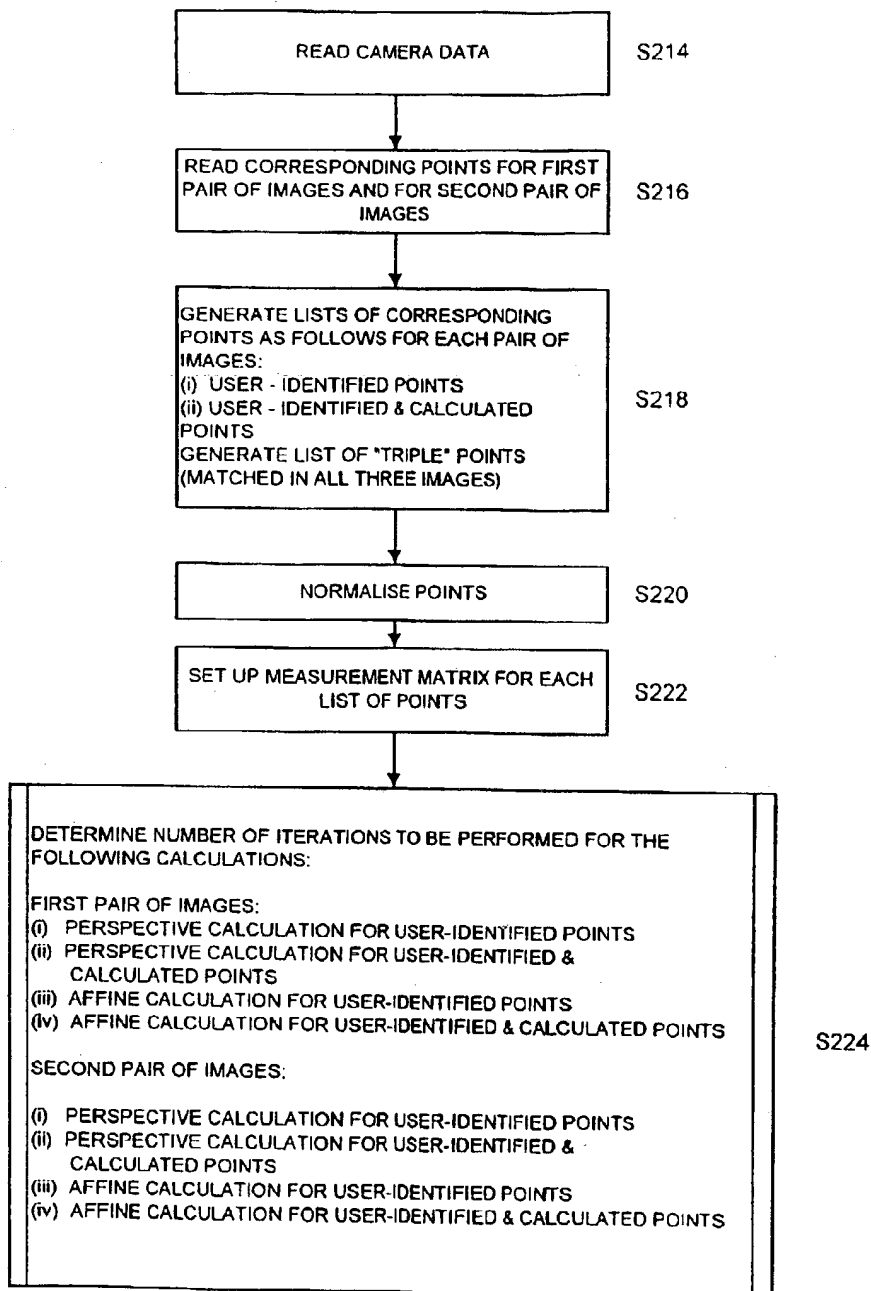 READ CAMERA DATA
S214
READ CORRESPONDING POINTS FOR FIRST
PAIR OF IMAGES AND FOR SECOND PAIR OF
IMAGES
S216
GENERATE LISTS OF CORRESPONDING
POINTS AS FOLLOWS FOR EACH PAIR OF
IMAGES:
(i) USER - IDENTIFIED POINTS
(ii) USER - IDENTIFIED & CALCULATED
POINTS
GENERATE LIST OF "TRIPLE" POINTS
(MATCHED IN ALL THREE IMAGES)
S218
NORMALISE POINTS
S220
SET UP MEASUREMENT MATRIX FOR EACH
LIST OF POINTS
S222
DETERMINE NUMBER OF ITERATIONS TO BE PERFORMED FOR THE
FOLLOWING CALCULATIONS:
FIRST PAIR OF IMAGES:
(i) PERSPECTIVE CALCULATION FOR USER-IDENTIFIED POINTS
(ii) PERSPECTIVE CALCULATION FOR USER-IDENTIFIED &
CALCULATED POINTS
(iii) AFFINE CALCULATION FOR USER-IDENTIFIED POINTS
(iv) AFFINE CALCULATION FOR USER-IDENTIFIED & CALCULATED POINTS
SECOND PAIR OF IMAGES:
(i) PERSPECTIVE CALCULATION FOR USER-IDENTIFIED POINTS
(ii) PERSPECTIVE CALCULATION FOR USER-IDENTIFIED &
CALCULATED POINTS
(iii) AFFINE CALCULATION FOR USER-IDENTIFIED POINTS
(iv) AFFINE CALCULATION FOR USER-IDENTIFIED & CALCULATED POINTS
S224